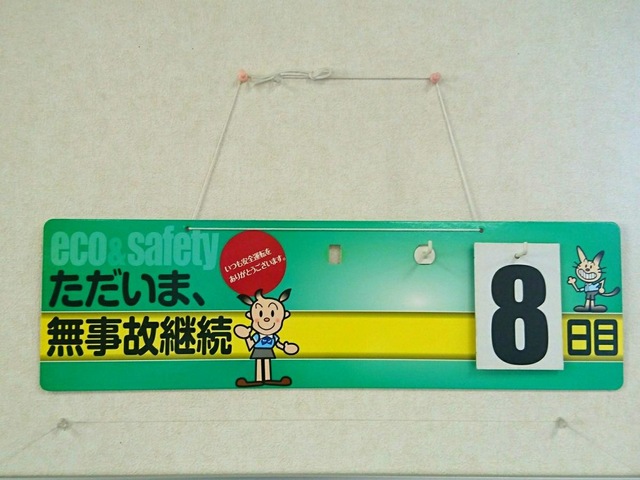 eco&safety
いつも安全運転を
ありがとうございます。
ただいま、
無事故継続
8
日目